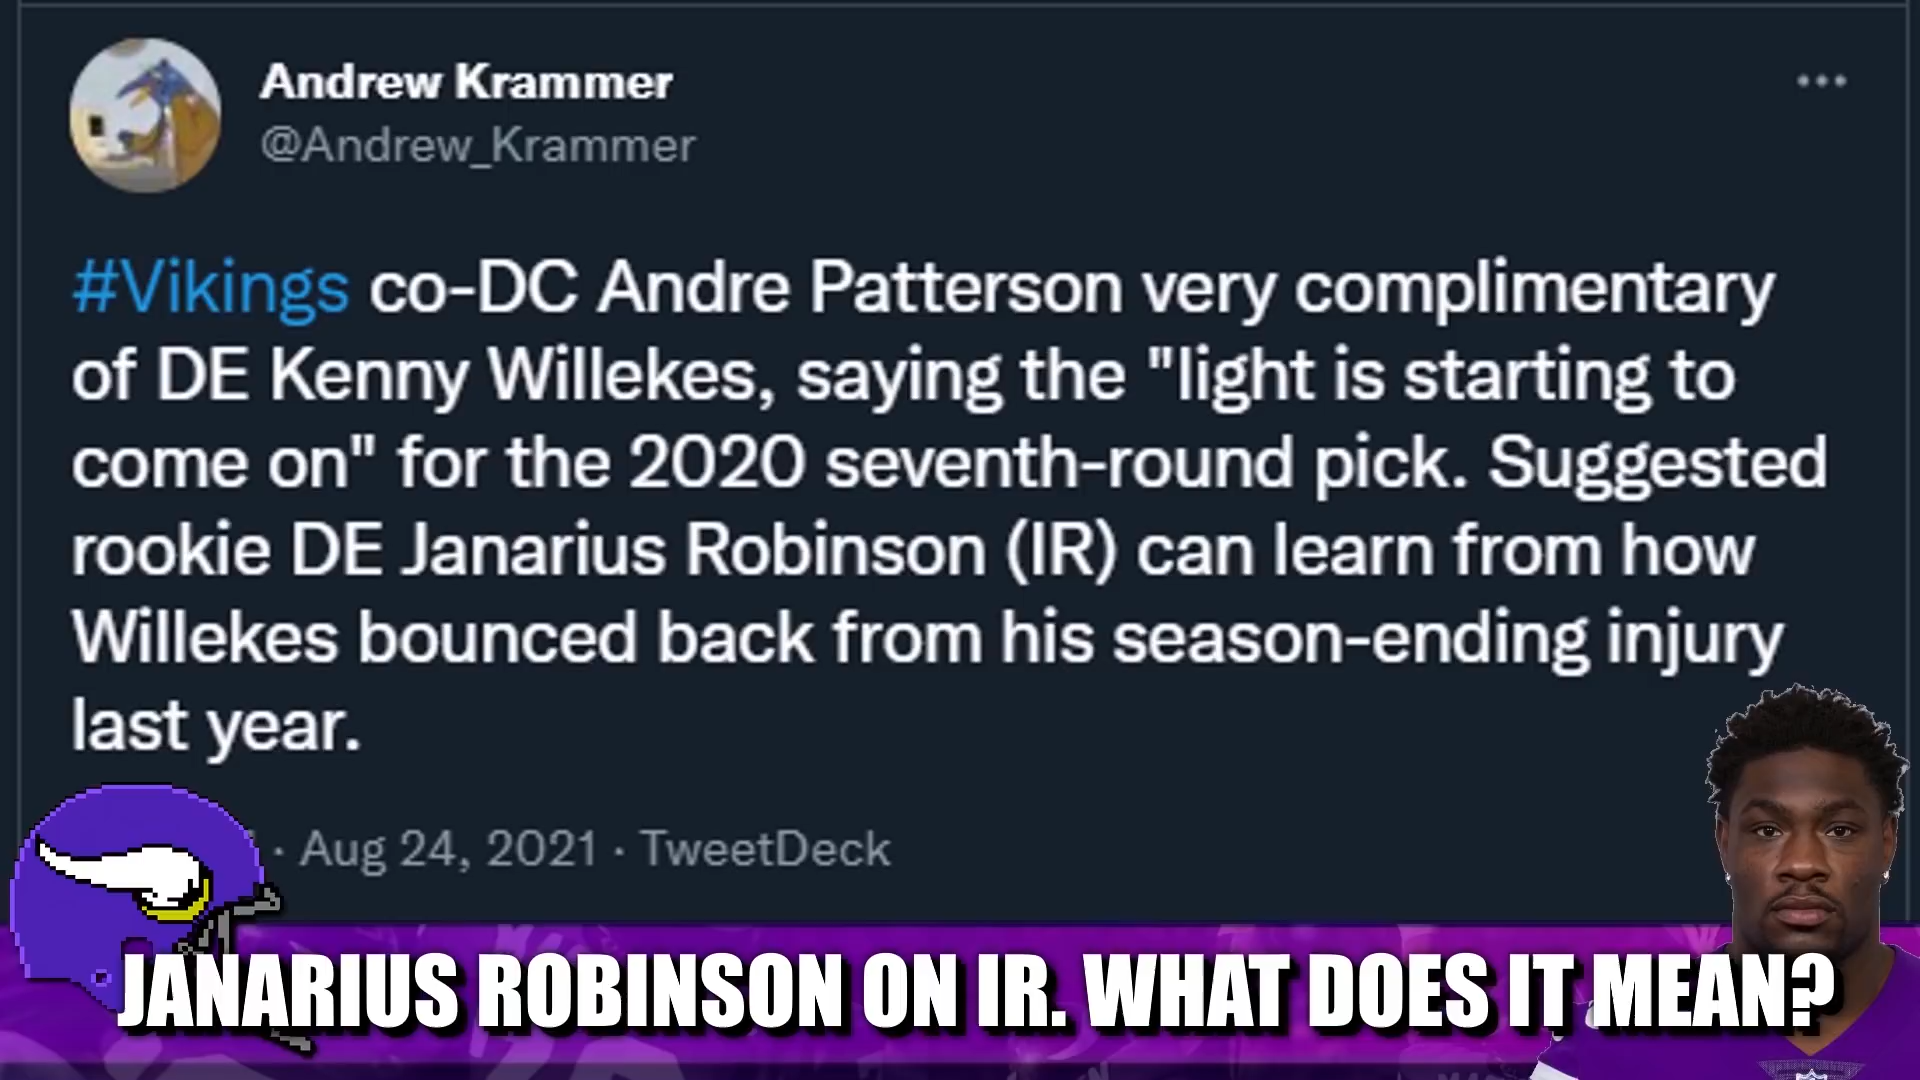 Andrew Krammer
@Andrew_Krammer
#Vikings co-DC Andre Patterson very complimentary
of DE Kenny Willekes, saying the "light is starting to
come on" for the 2020 seventh-round pick. Suggested
rookie DE Janarius Robinson (IR) can learn from how
Willekes bounced back from his season-ending injury
last year.
· Aug 24, 2021 · TweetDeck
JANARIUS ROBINSON ON IR. WHAT DOES IT MEAN?